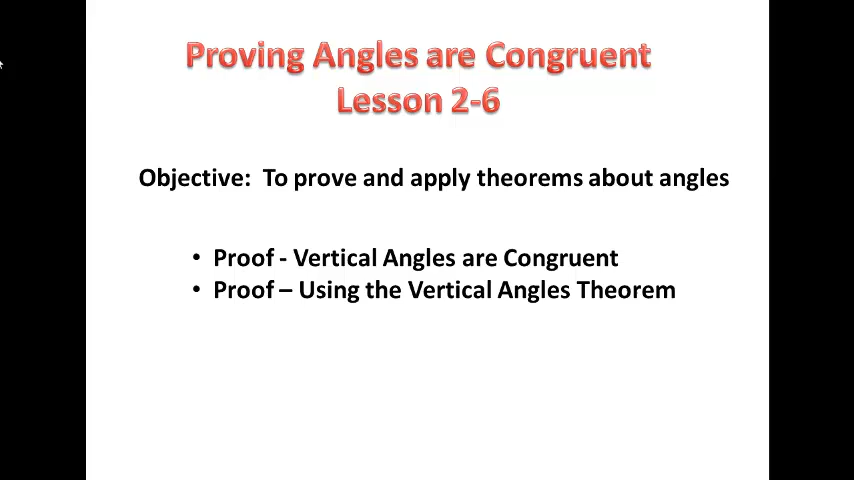 Proving Angles are Congruent
Lesson 2-6
Objective:  To prove and apply theorems about angles
• Proof - Vertical Angles are Congruent
• Proof – Using the Vertical Angles Theorem